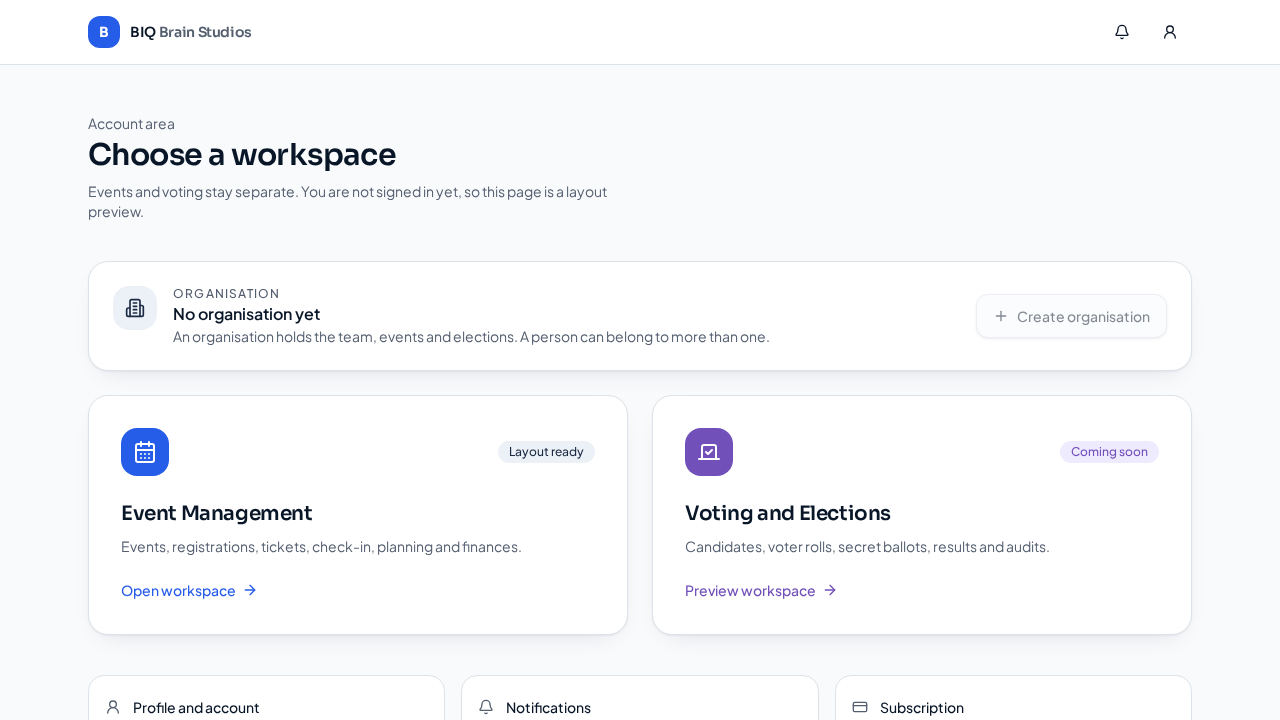 B BIQ Brain Studios
Account area
Choose a workspace
Events and voting stay separate. You are not signed in yet, so this page is a layout
preview.
ORGANISATION
No organisation yet
An organisation holds the team, events and elections. A person can belong to more than one.
Create organisation
Layout ready
Event Management
Events, registrations, tickets, check-in, planning and finances.
Open workspace
Coming soon
Voting and Elections
Candidates, voter rolls, secret ballots, results and audits.
Preview workspace
Profile and account
Notifications
Subscription